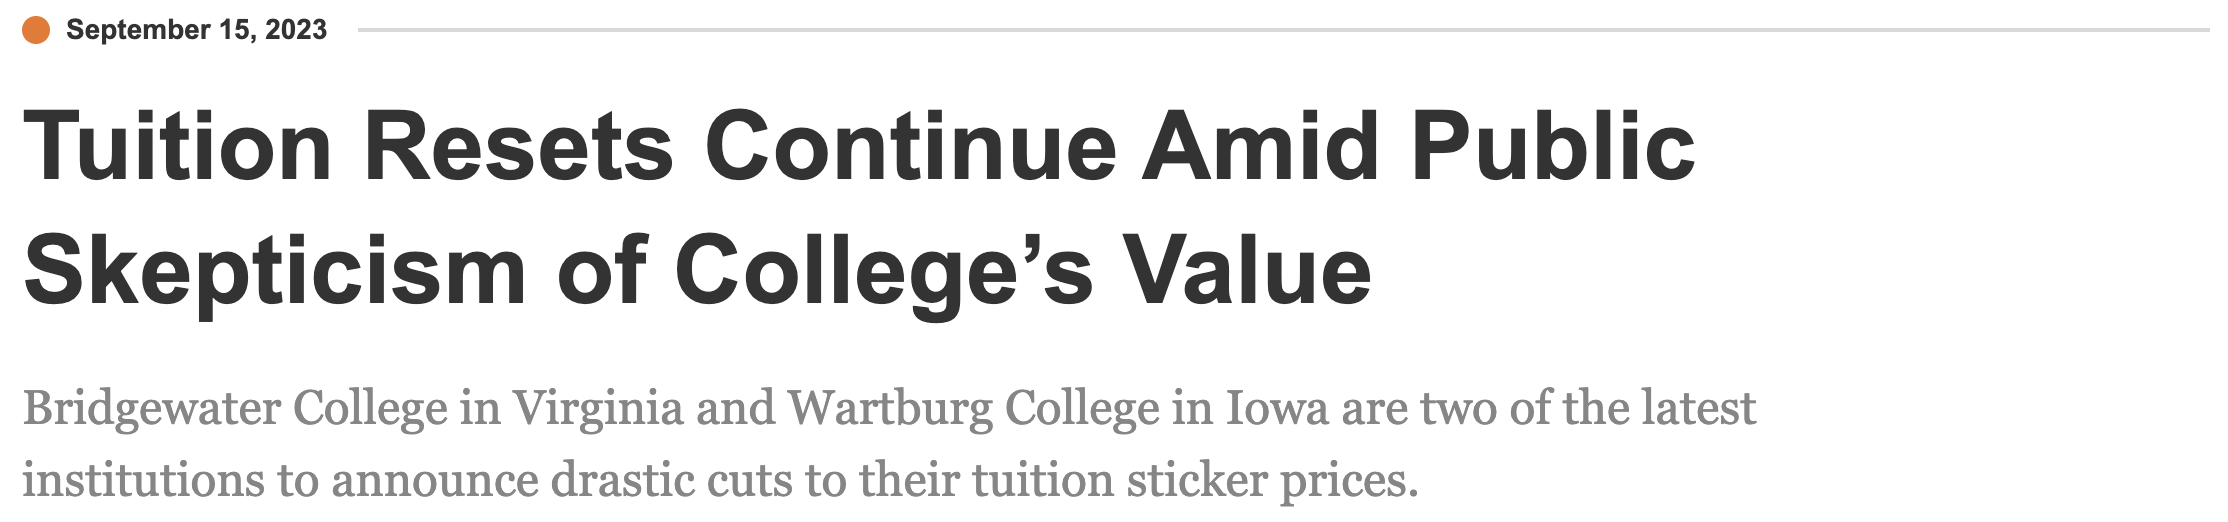 September 15, 2023
Tuition Resets Continue Amid Public
Skepticism of College’s Value
Bridgewater College in Virginia and Wartburg College in Iowa are two of the latest
institutions to announce drastic cuts to their tuition sticker prices.